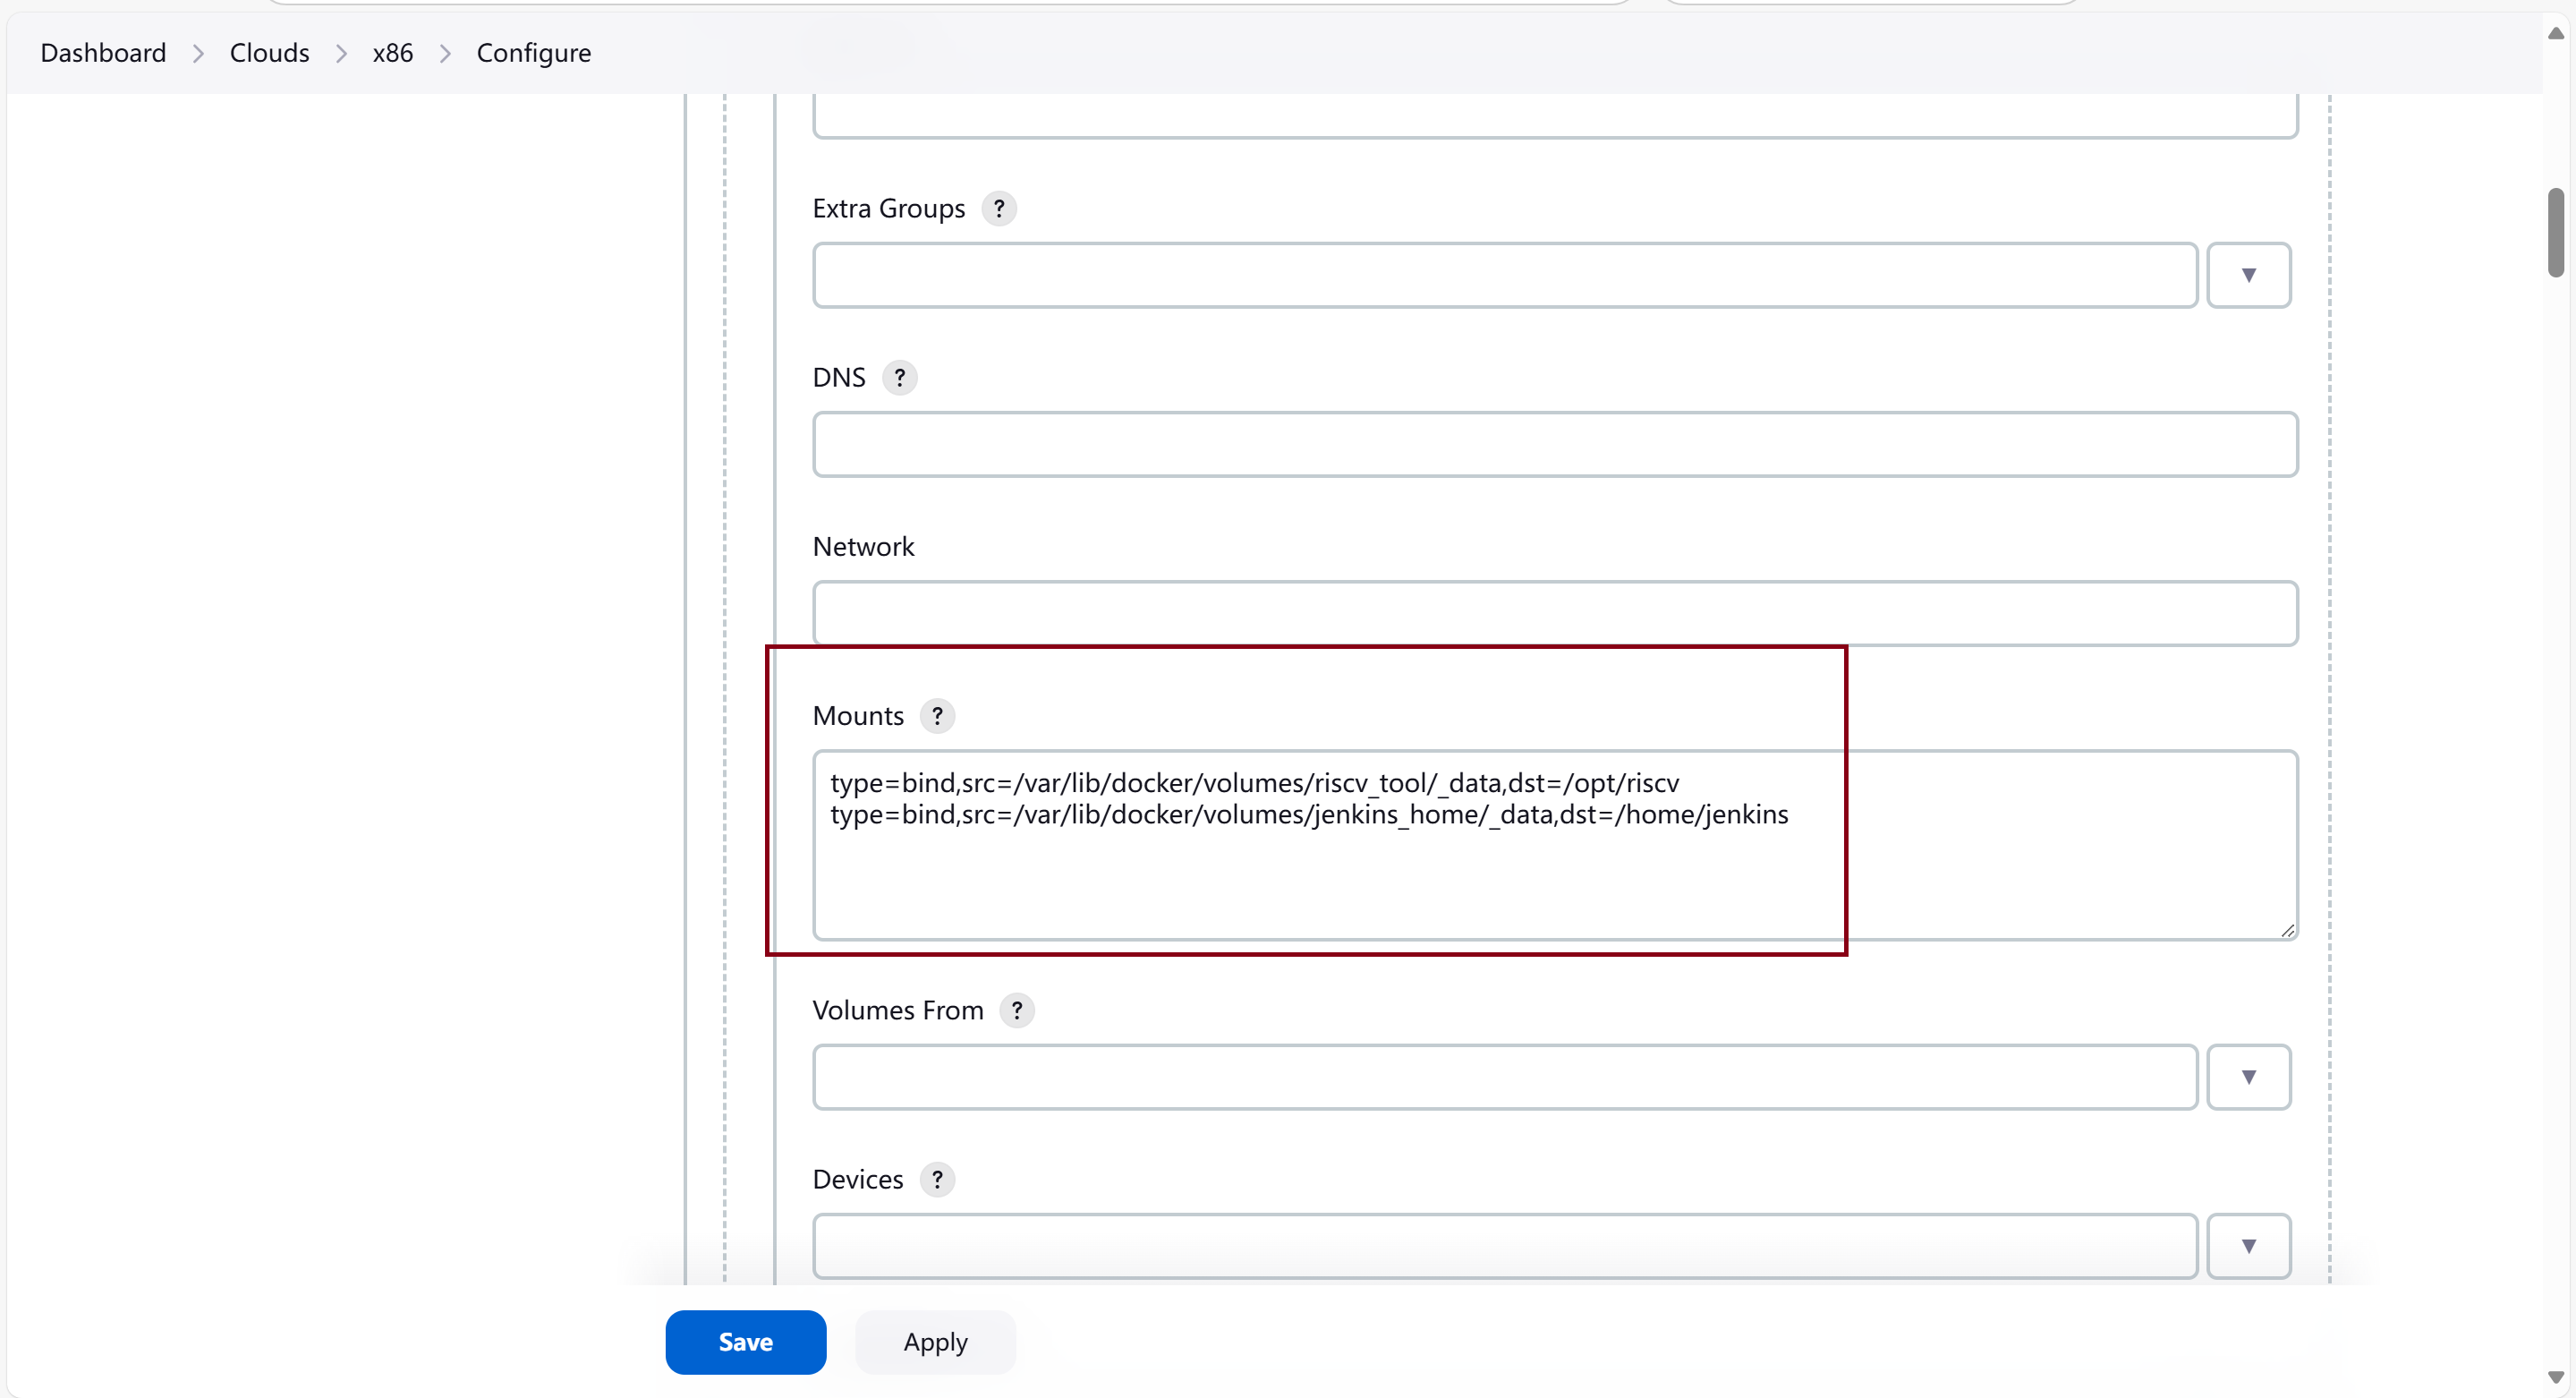 Dashboard > Clouds > x86 > Configure
Extra Groups ?
DNS ?
Network
Mounts ?
type=bind,src=/var/lib/docker/volumes/riscv_tool/_data,dst=/opt/riscv
type=bind,src=/var/lib/docker/volumes/jenkins_home/_data,dst=/home/jenkins
Volumes From ?
Devices ?
Save Apply